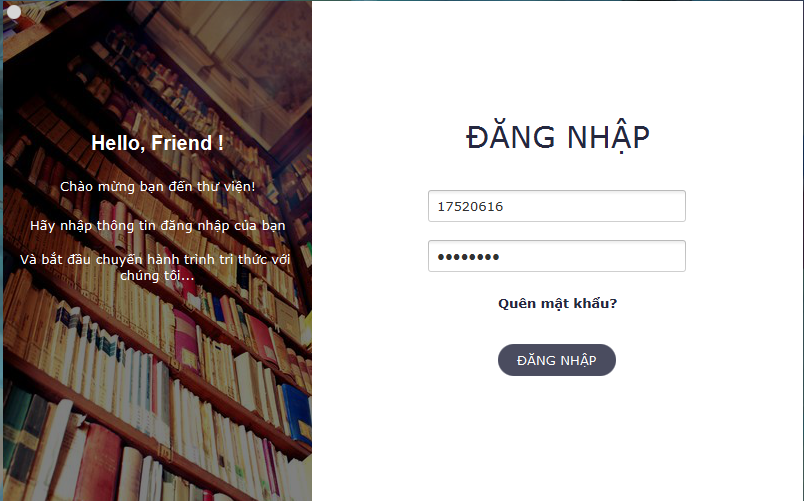 Hello, Friend !
Chào mừng bạn đến thư viện!
Hãy nhập thông tin đăng nhập của bạn
Và bắt đầu chuyến hành trình tri thức với
chúng tôi...
ĐĂNG NHẬP
17520616
••••••••
Quên mật khẩu?
ĐĂNG NHẬP